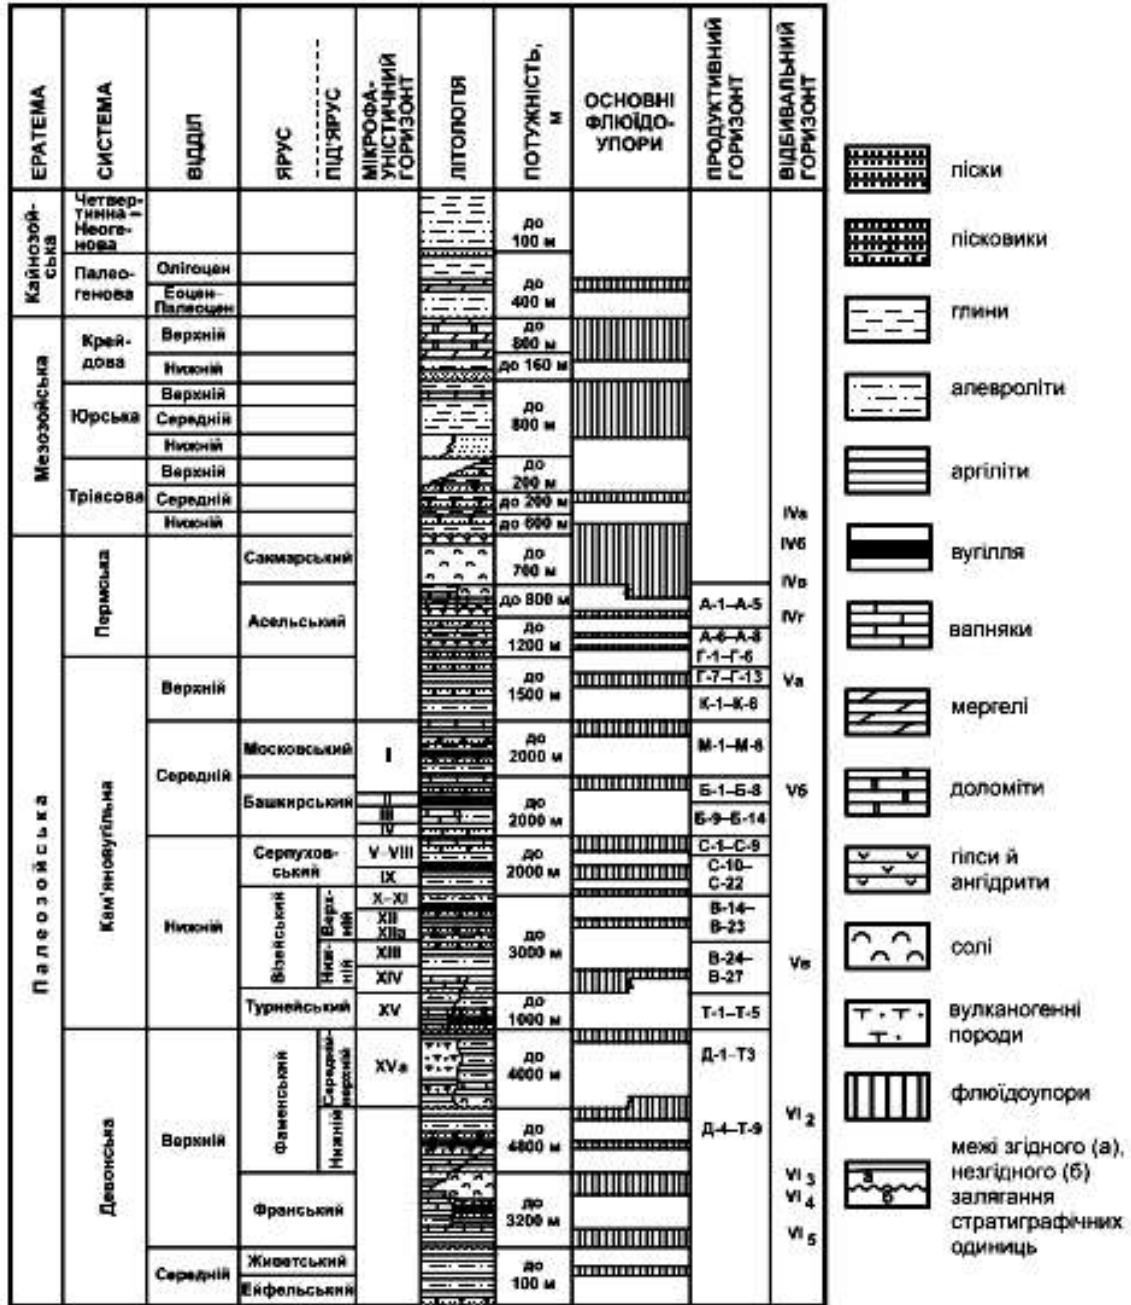 ЕРАТЕМА
СИСТЕМА
ВІДДІЛ
ЯРУС
ПІД'ЯРУС
МІКРОФА-
УНІСТИЧНИЙ
ГОРИЗОНТ
ЛІТОЛОГІЯ
ПОТУЖНІСТЬ,
м
ОСНОВНІ
ФЛЮЇДО-
УПОРИ
ПРОДУКТИВНИЙ
ГОРИЗОНТ
ВІДБИВАЛЬНИЙ
ГОРИЗОНТ
Кайнозой-
ська
Четвер-
тинна –
Неоге-
нова
до
100 м
Палео-
генова
Олігоцен
Еоцен-
Палеоцен
до
400 м
Мезозойська
Крей-
дова
Верхній
до
800 м
Нижній
до 160 м
Юрська
Верхній
Середній
Нижній
до
800 м
Тріасова
Верхній
до
200 м
Середній
до 200 м
Нижній
до 600 м
IVа
Палеозойська
Пермська
Сакмарський
до
700 м
IVб
IVв
Асельський
до 800 м
А-1–А-5
IVг
до
1200 м
А-6–А-8
Г-1–Г-6
Кам'яновугільна
Верхній
до
1500 м
Г-7–Г-13
К-1–К-8
Vа
Середній
Московський
I
до
2000 м
М-1–М-8
Башкирський
II
III
IV
до
2000 м
Б-1–Б-8
Б-9–Б-14
Vб
Нижній
Серпухов-
ський
V–VIII
IX
до
2000 м
С-1–С-9
С-10–
С-22
Візейський
Верх-
ній
X–XI
XII
XIIа
В-14–
В-23
до
3000 м
Ниж-
ній
XIII
XIV
В-24–
В-27
Vв
Турнейський
XV
до
1000 м
Т-1–Т-5
Девонська
Верхній
Фаменський
Середній-
верхній
XVа
до
4000 м
Д-1–Т3
Нижній
до
4800 м
Д-4–Т-9
VI 2
Франський
до
3200 м
VI 3
VI 4
VI 5
Середній
Живетський
Ейфельський
до
100 м
піски
пісковики
глини
алевроліти
аргіліти
вугілля
вапняки
мергелі
доломіти
гіпси й
ангідрити
солі
вулканогенні
породи
флюїдоупори
а
б
межі згідного (а),
незгідного (б)
залягання
стратиграфічних
одиниць